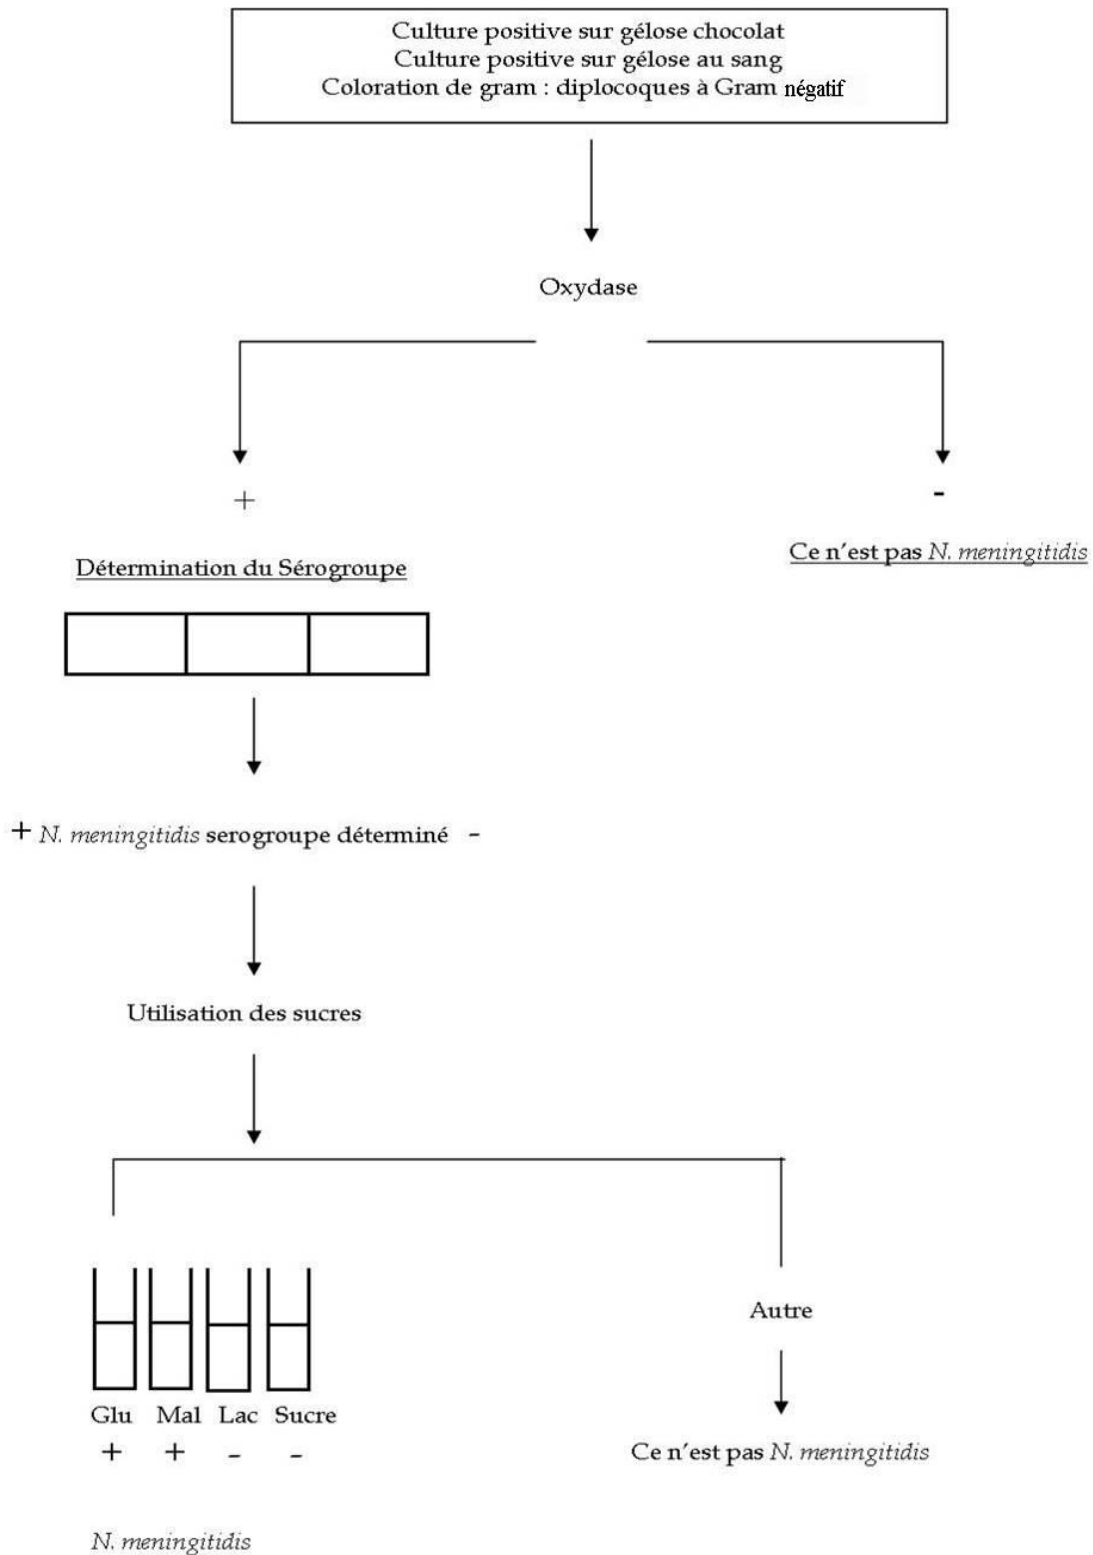 Culture positive sur gélose chocolat
Culture positive sur gélose au sang
Coloration de gram : diplocoques à Gram négatif
Oxydase
+
-
Ce n'est pas N. meningitidis
Détermination du Sérogroupe
+ N. meningitidis serogroupe déterminé -
Utilisation des sucres
Autre
Glu Mal Lac Sucre
+ + - -
Ce n'est pas N. meningitidis
N. meningitidis